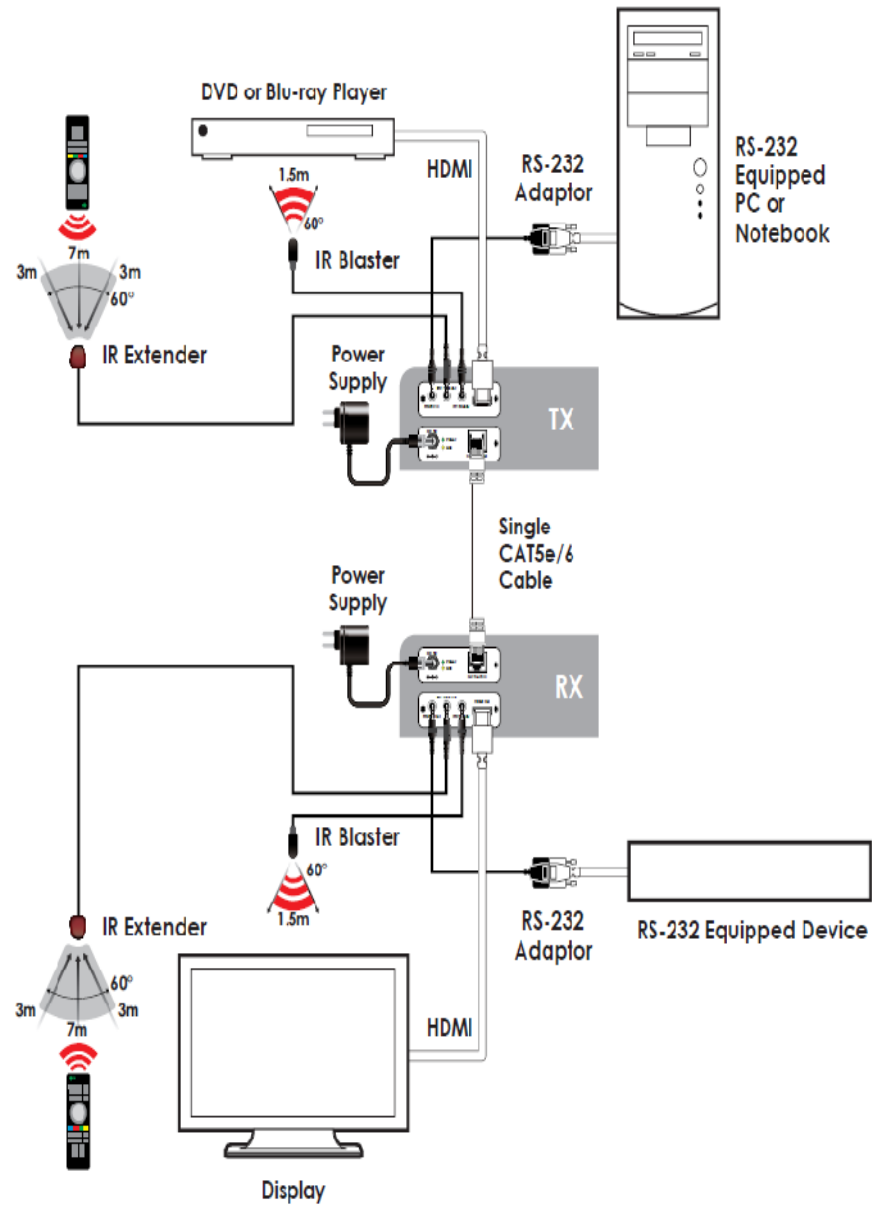 DVD or Blu-ray Player
HDMI
RS-232
Adaptor
RS-232
Equipped
PC or
Notebook
1.5m
60°
IR Blaster
7m
3m
3m
60°
IR Extender
Power
Supply
TX
Single
CAT5e/6
Cable
Power
Supply
RX
IR Blaster
60°
1.5m
IR Extender
60°
3m
3m
7m
HDMI
RS-232
Adaptor
RS-232 Equipped Device
Display